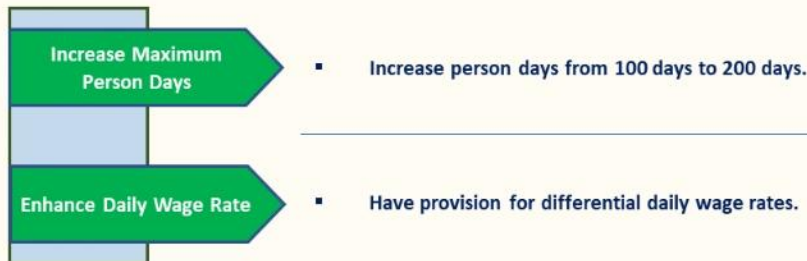 Increase Maximum
Person Days
▪ Increase person days from 100 days to 200 days.
Enhance Daily Wage Rate
▪ Have provision for differential daily wage rates.